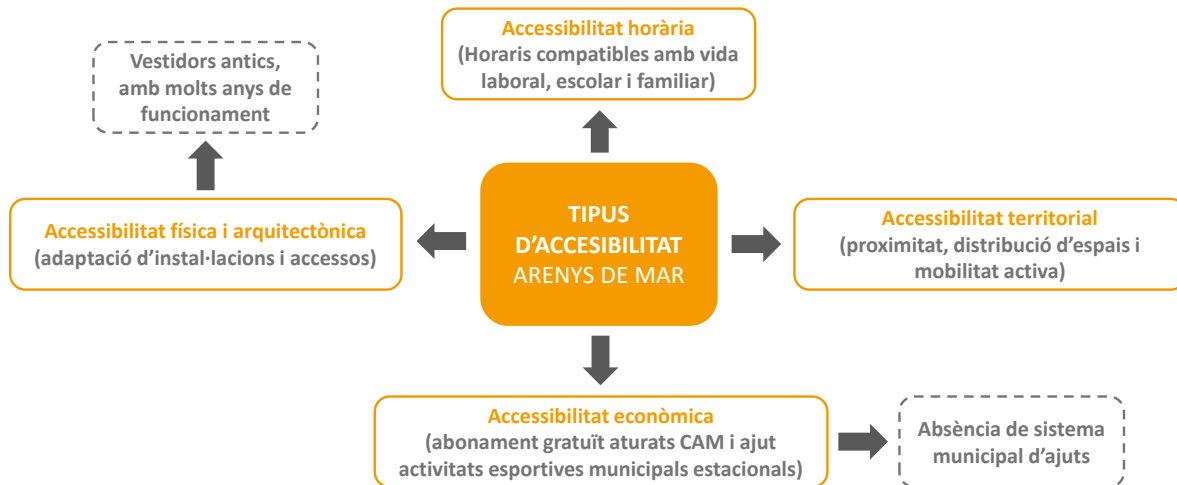 Accessibilitat horària
(Horaris compatibles amb vida
laboral, escolar i familiar)
Vestidors antics,
amb molts anys de
funcionament
Accessibilitat física i arquitectònica
(adaptació d'instal·lacions i accessos)
TIPUS
D'ACCESIBILITAT
ARENYS DE MAR
Accessibilitat territorial
(proximitat, distribució d'espais i
mobilitat activa)
Accessibilitat econòmica
(abonament gratuït aturats CAM i ajut
activitats esportives municipals estacionals)
Absència de sistema
municipal d'ajuts